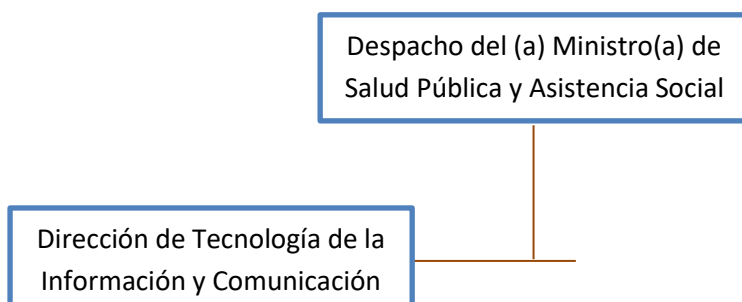 Despacho del (a) Ministro(a) de
Salud Pública y Asistencia Social
Dirección de Tecnología de la
Información y Comunicación